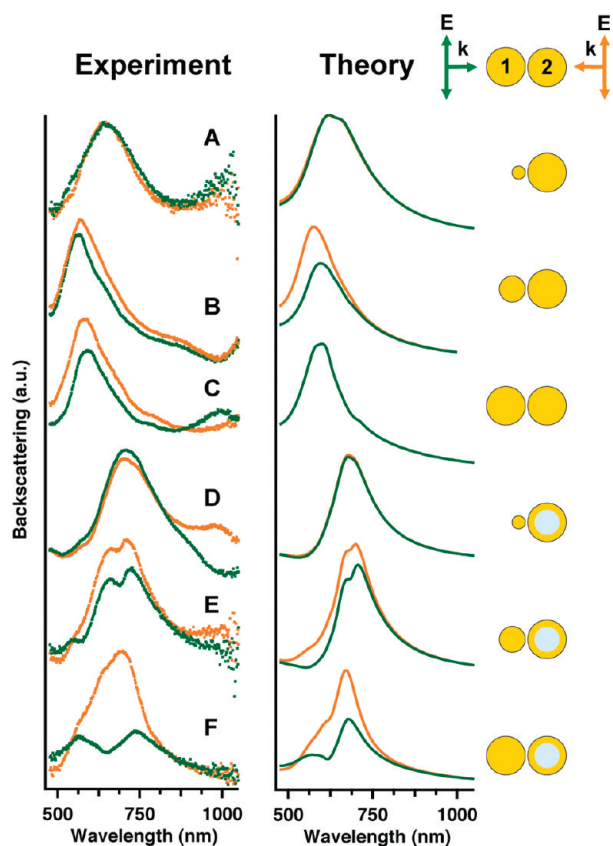 E
E
Experiment
Theory
k
1
2
k
A
B
C
D
E
F
Backscattering (a.u.)
500
750
1000
500
750
1000
Wavelength (nm)
Wavelength (nm)